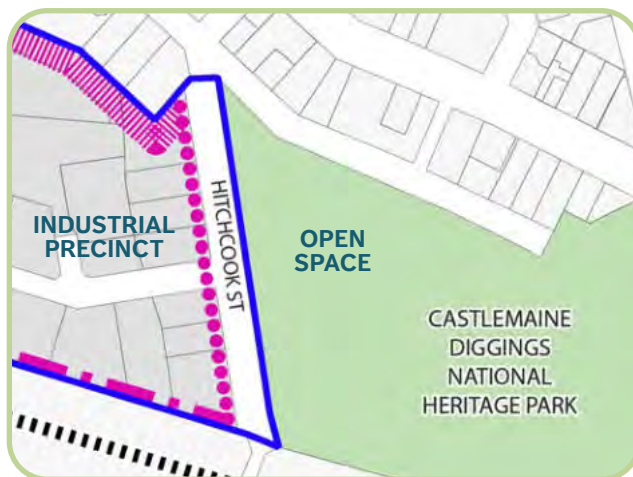 INDUSTRIAL
PRECINCT
HITCHCOOK ST
OPEN
SPACE
CASTLEMAINE
DIGGINGS
NATIONAL
HERITAGE PARK